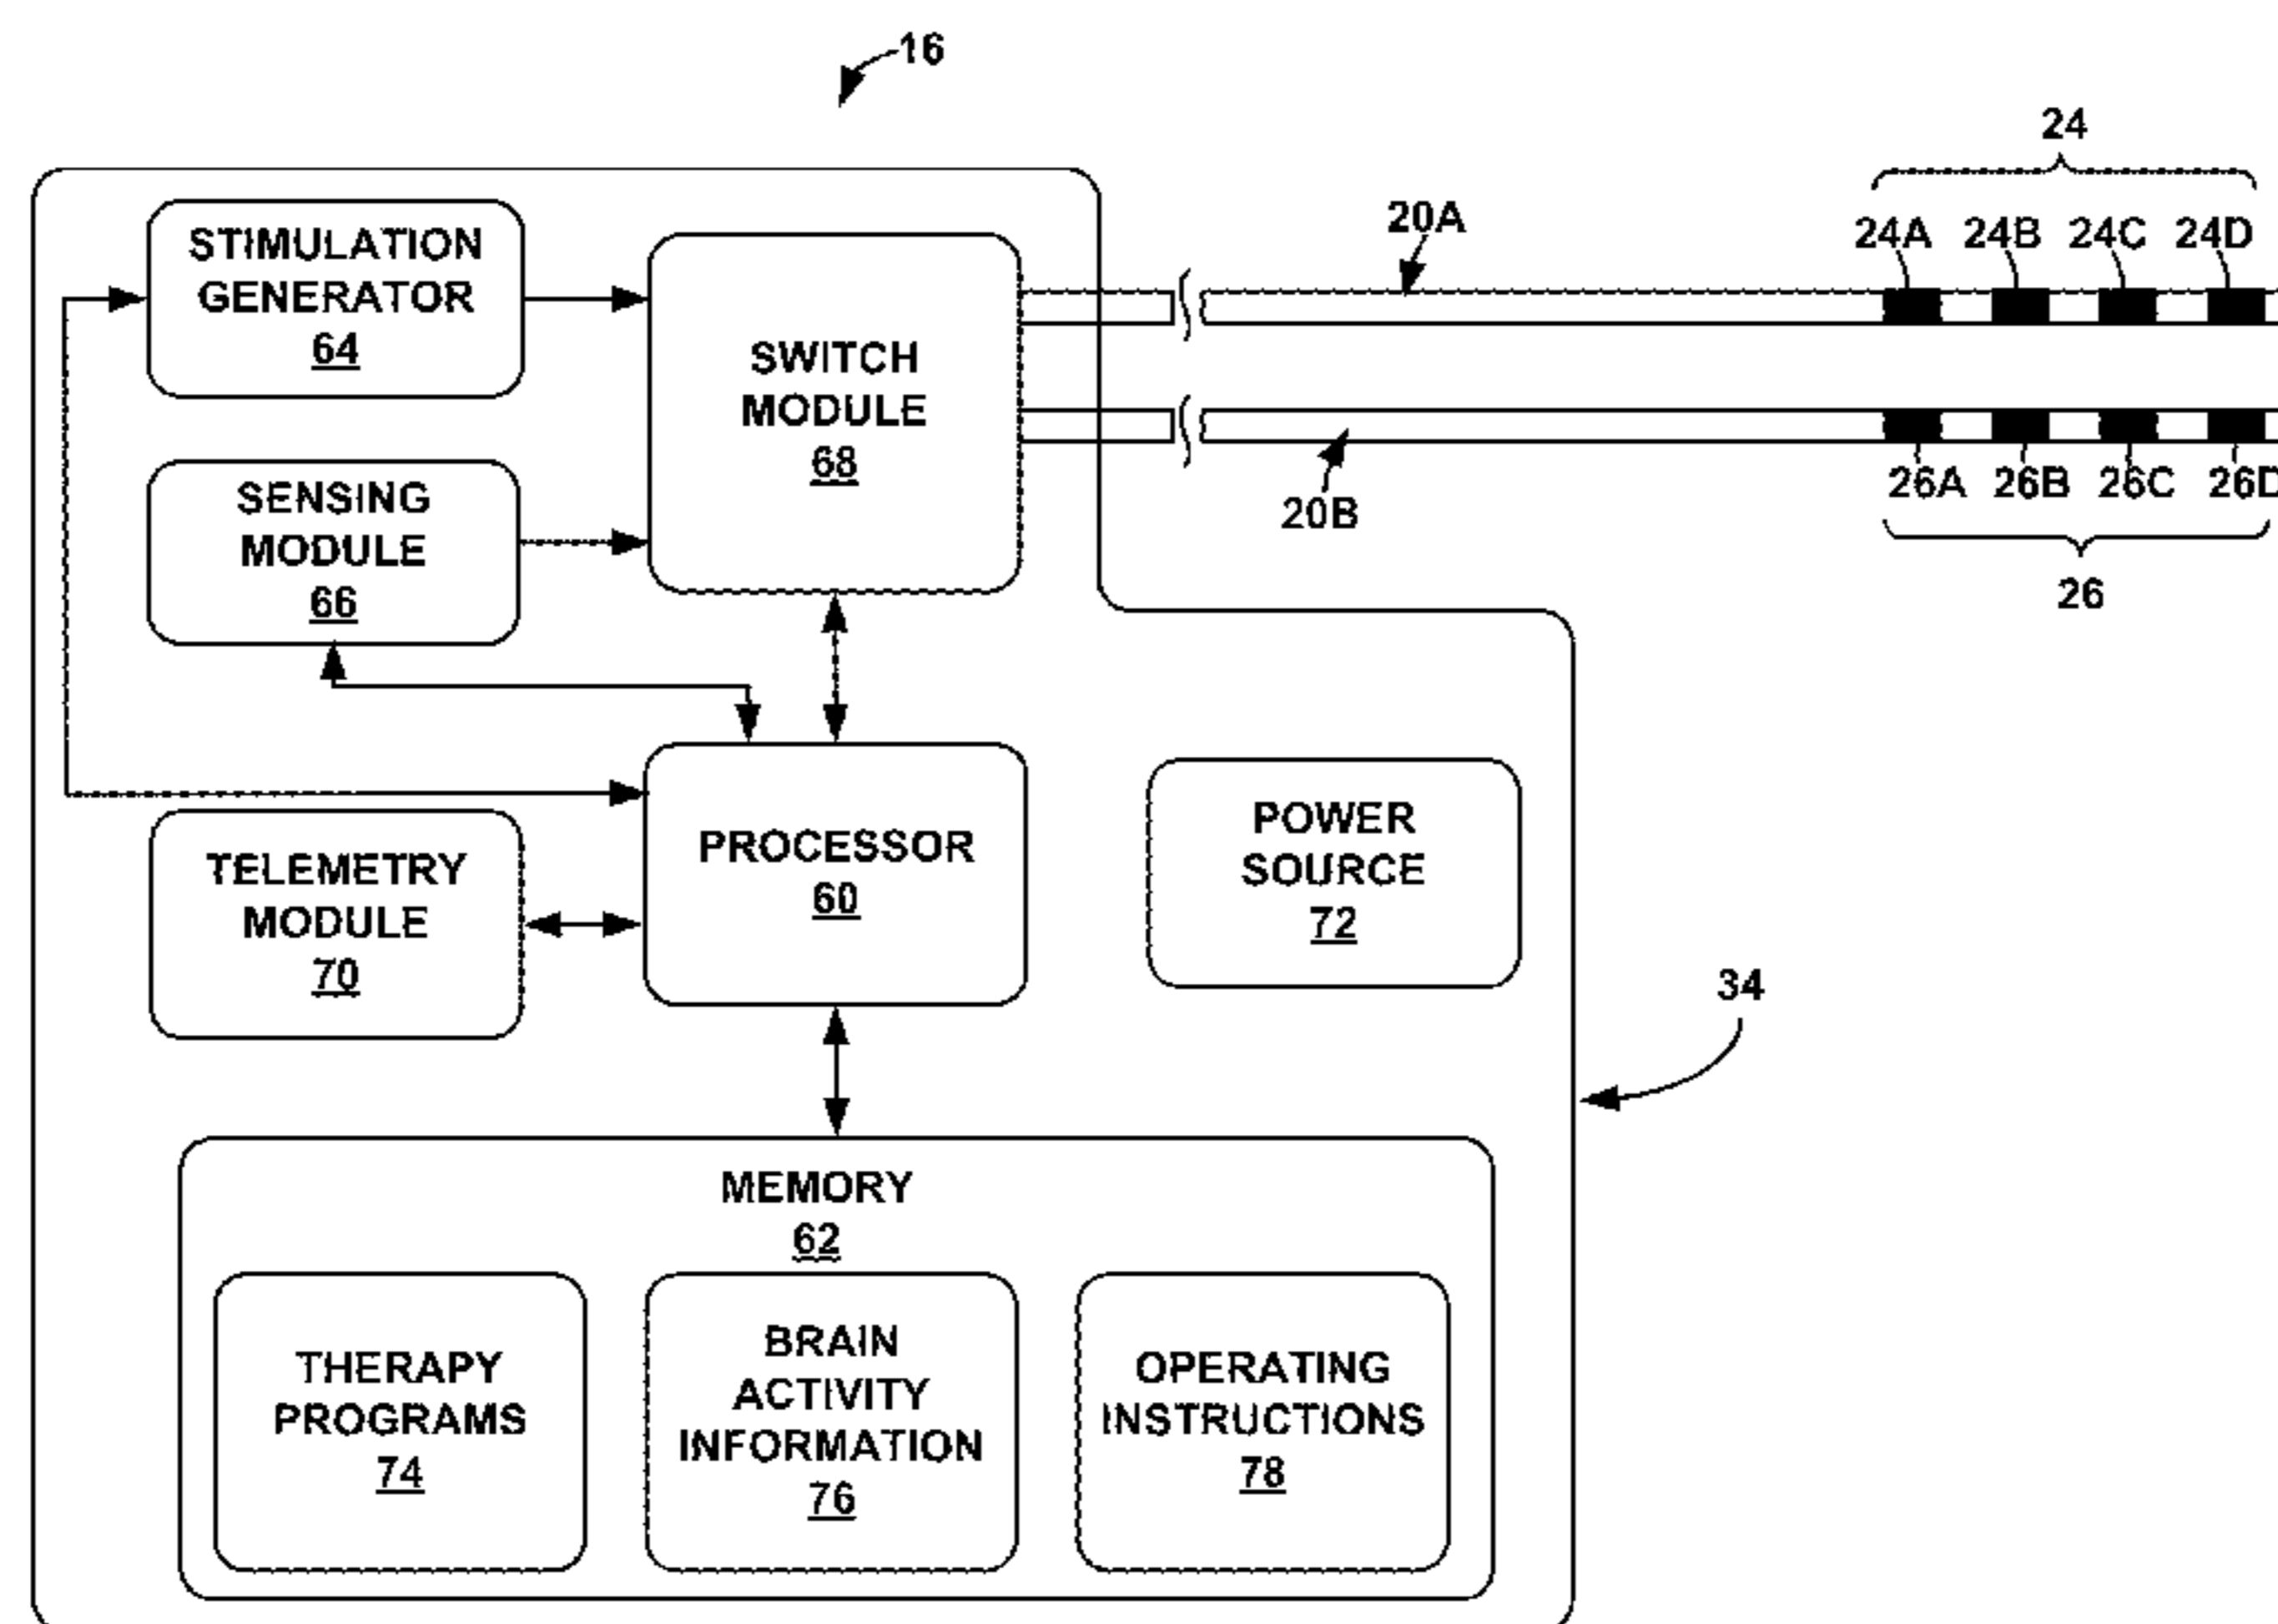 16
24
20A
24A 24B 24C 24D
STIMULATION
GENERATOR
64
SWITCH
MODULE
68
SENSING
MODULE
66
20B
26A 26B 26C 26D
26
PROCESSOR
60
POWER
SOURCE
72
TELEMETRY
MODULE
70
34
MEMORY
62
THERAPY
PROGRAMS
74
BRAIN
ACTIVITY
INFORMATION
76
OPERATING
INSTRUCTIONS
78